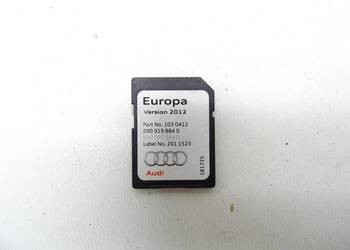 Europa
Version 2012
Part No. 103 0412
8X0 919 884 D
Label No. 201 1523
Audi
181725